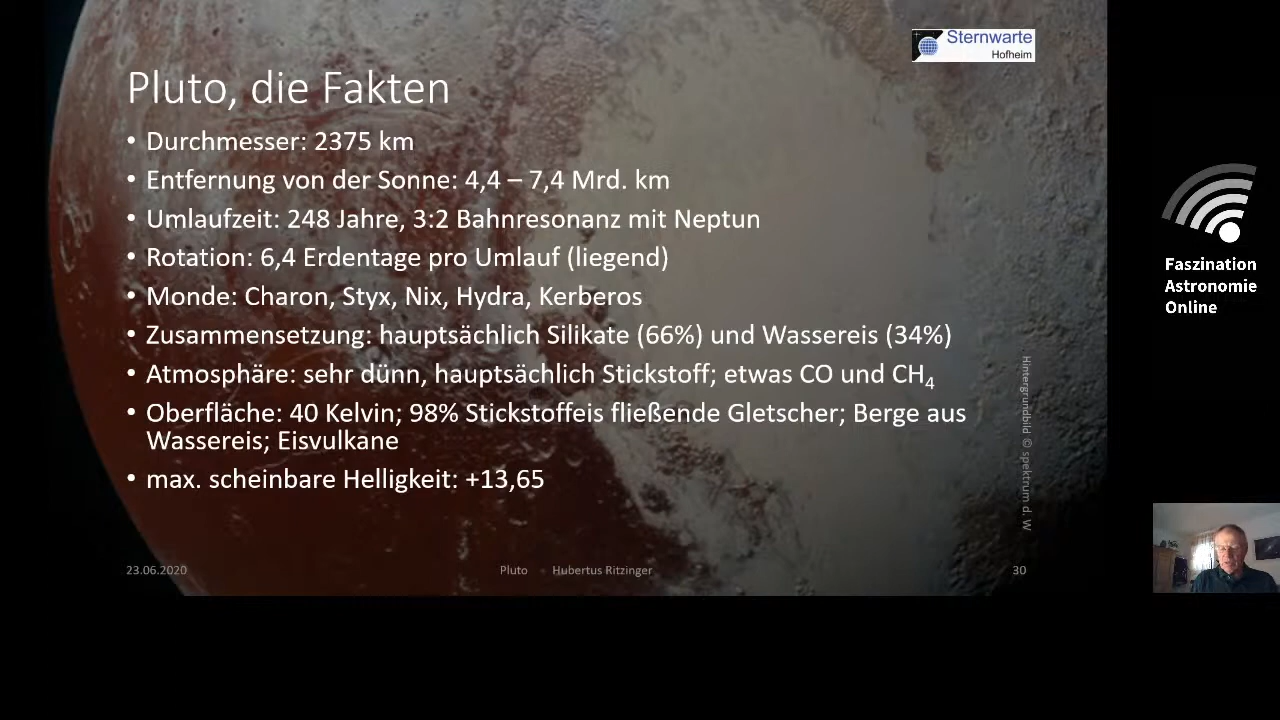 Sternwarte
Hofheim
Pluto, die Fakten
• Durchmesser: 2375 km
• Entfernung von der Sonne: 4,4 – 7,4 Mrd. km
• Umlaufzeit: 248 Jahre, 3:2 Bahnresonanz mit Neptun
• Rotation: 6,4 Erdentage pro Umlauf (liegend)
• Monde: Charon, Styx, Nix, Hydra, Kerberos
• Zusammensetzung: hauptsächlich Silikate (66%) und Wassereis (34%)
• Atmosphäre: sehr dünn, hauptsächlich Stickstoff; etwas CO und CH₄
• Oberfläche: 40 Kelvin; 98% Stickstoffeis fließende Gletscher; Berge aus
Wassereis; Eisvulkane
• max. scheinbare Helligkeit: +13,65
Hintergrundbild © spektrum d. W
23.06.2020
Pluto Hubertus Ritzinger
30
Faszination
Astronomie
Online